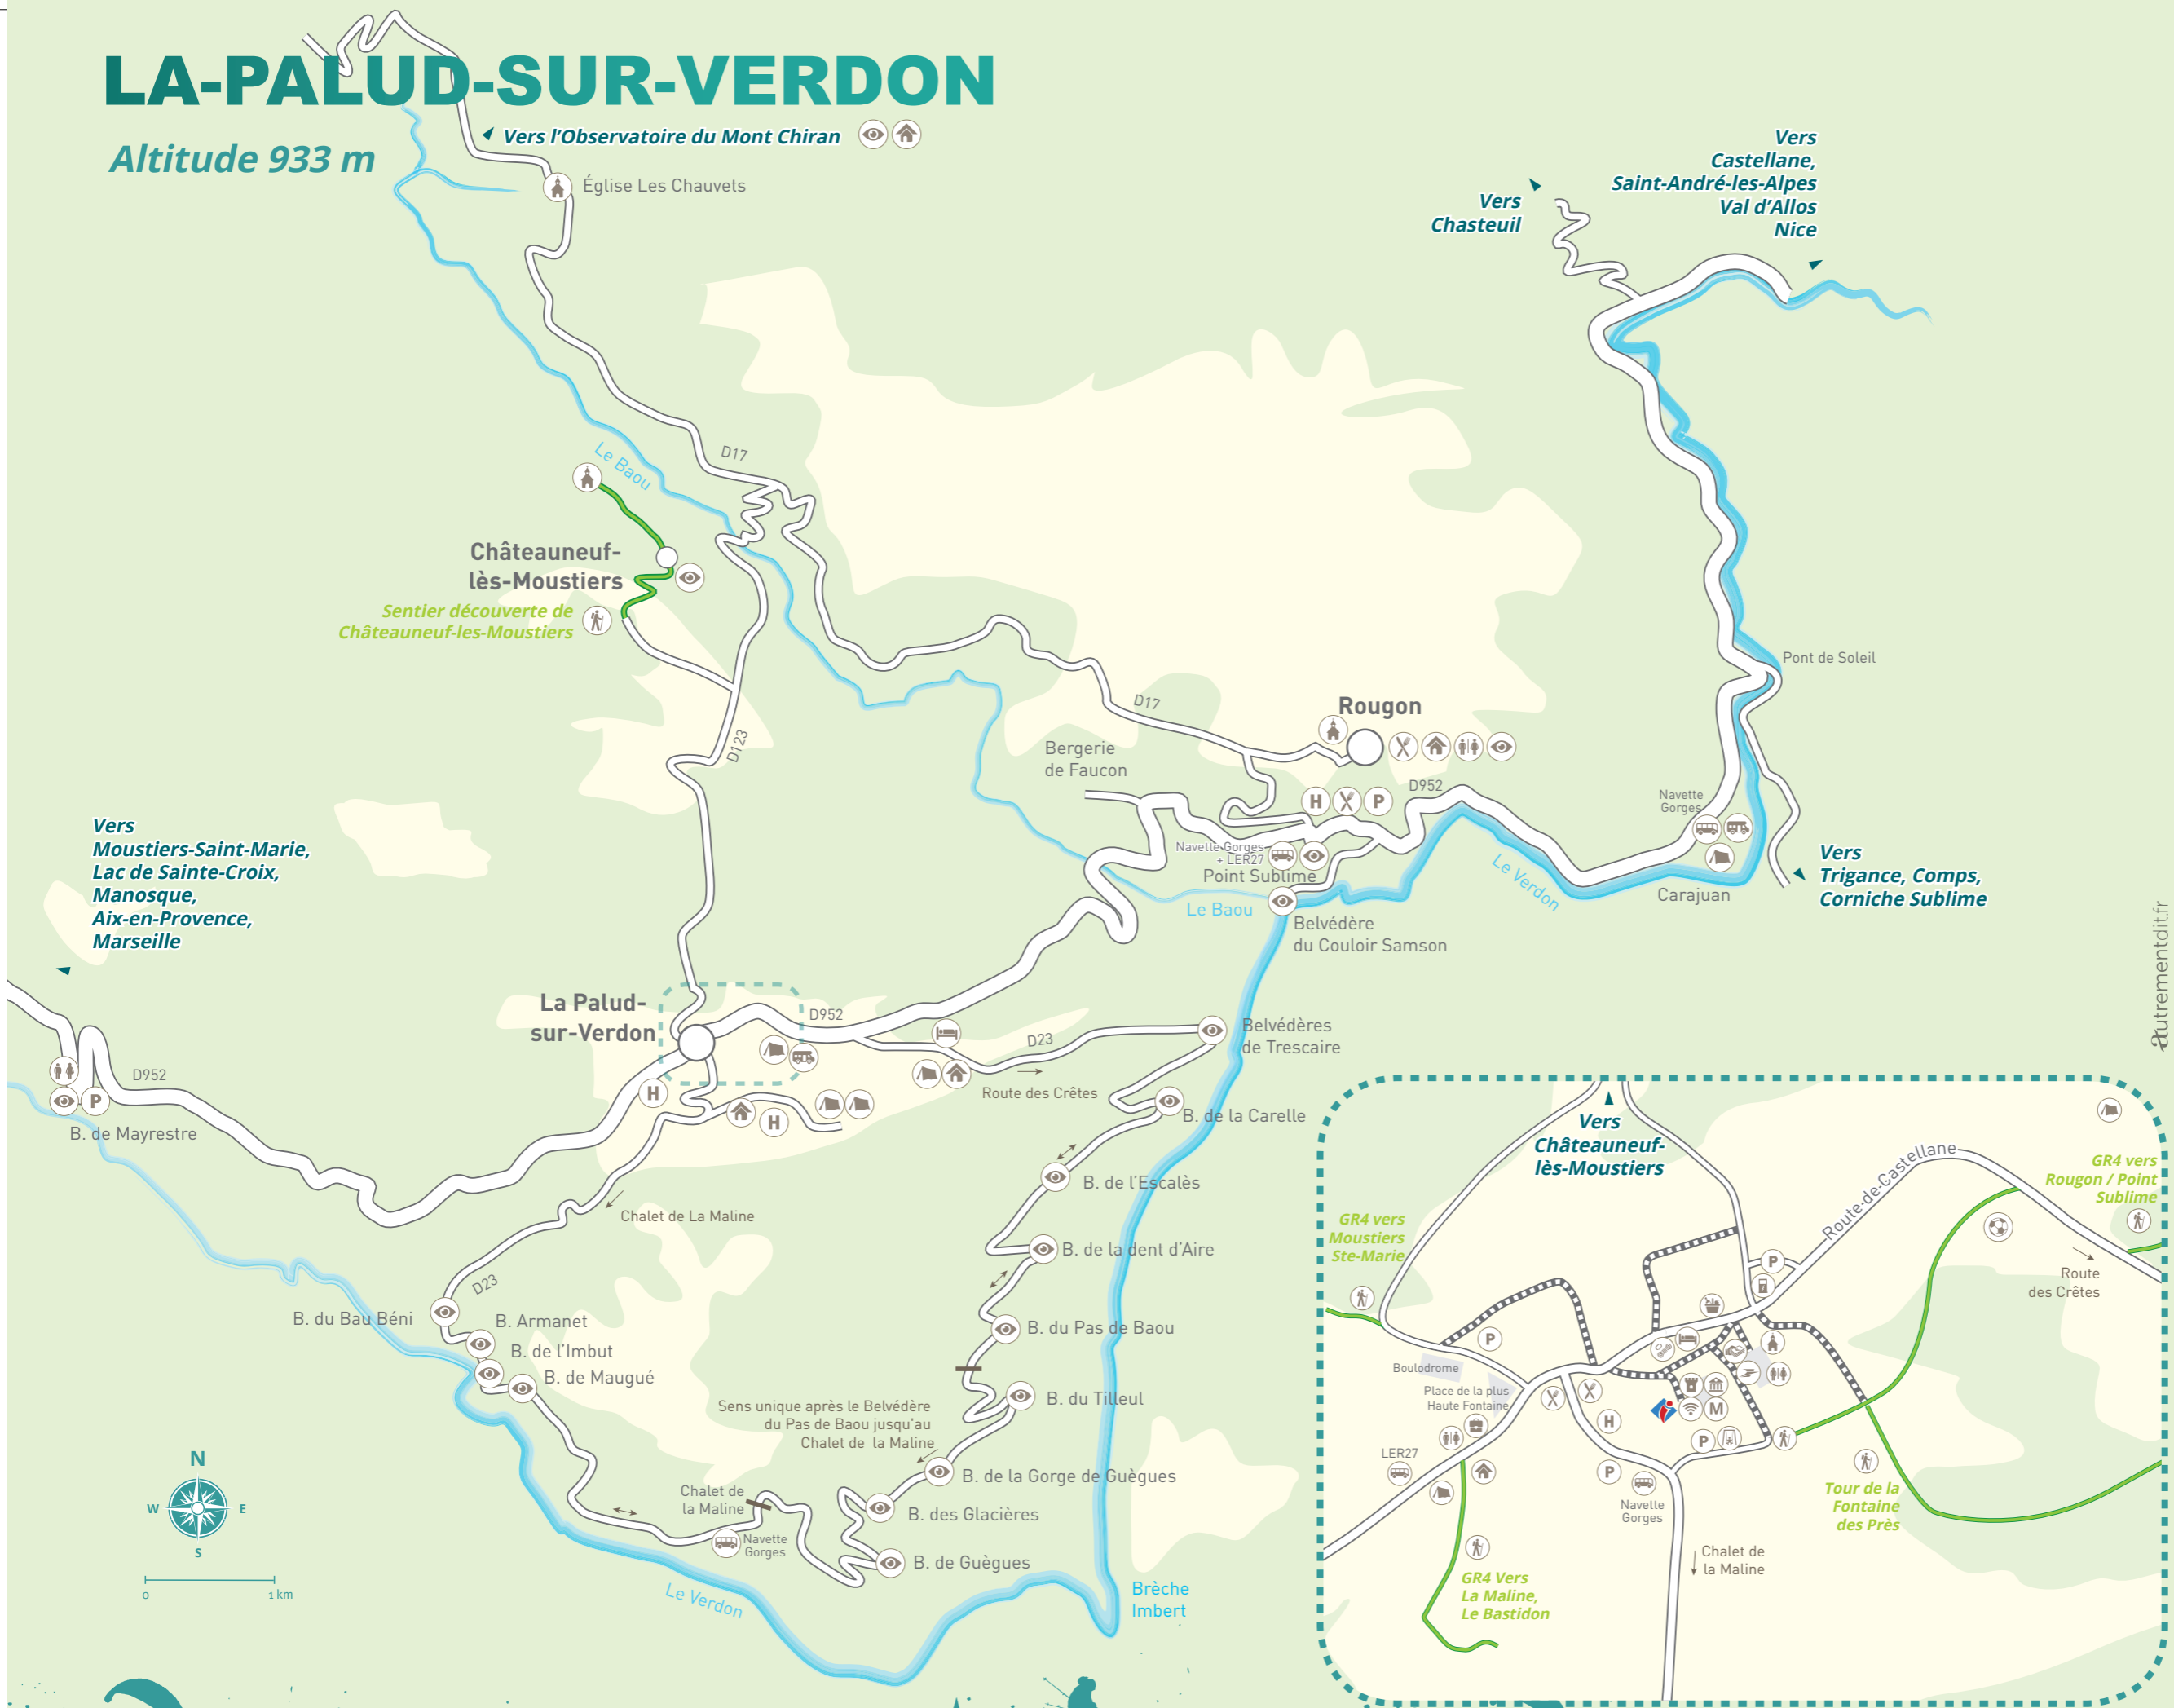 LA-PALUD-SUR-VERDON
Altitude 933 m
Vers l'Observatoire du Mont Chiran
Église Les Chauvets
Vers
Chasteuil
Vers
Castellane,
Saint-André-les-Alpes
Val d'Allos
Nice
Le Baou
D17
Châteauneuf-
lès-Moustiers
Sentier découverte de
Châteauneuf-les-Moustiers
D123
D17
Rougon
Bergerie
de Faucon
H
P
D952
Pont de Soleil
Navette
Gorges
Navette Gorges
+ LER27
Point Sublime
Le Verdon
Carajuan
Vers
Trigance, Comps,
Corniche Sublime
Le Baou
Belvédère
du Couloir Samson
autrementdit.fr
Vers
Moustiers-Saint-Marie,
Lac de Sainte-Croix,
Manosque,
Aix-en-Provence,
Marseille
La Palud-
sur-Verdon
D952
D23
Route des Crêtes
Belvédères
de Trescaire
D952
P
B. de Mayrestre
H
H
B. de la Carelle
B. de l'Escalès
Chalet de La Maline
B. de la dent d'Aire
D23
B. du Bau Béni
B. Armanet
B. de l'Imbut
B. de Maugué
B. du Pas de Baou
B. du Tilleul
Sens unique après le Belvédère
du Pas de Baou jusqu'au
Chalet de la Maline
B. de la Gorge de Guègues
Chalet de
la Maline
B. des Glacières
Navette
Gorges
B. de Guègues
Le Verdon
Brèche
Imbert
N
W
E
S
0
1 km
Vers
Châteauneuf-
lès-Moustiers
Route-de-Castellane
GR4 vers
Rougon / Point
Sublime
GR4 vers
Moustiers
Ste-Marie
Route
des Crêtes
P
P
Boulodrome
Place de la plus
Haute Fontaine
H
M
P
LER27
P
Navette
Gorges
Tour de la
Fontaine
des Près
Chalet de
la Maline
GR4 Vers
La Maline,
Le Bastidon